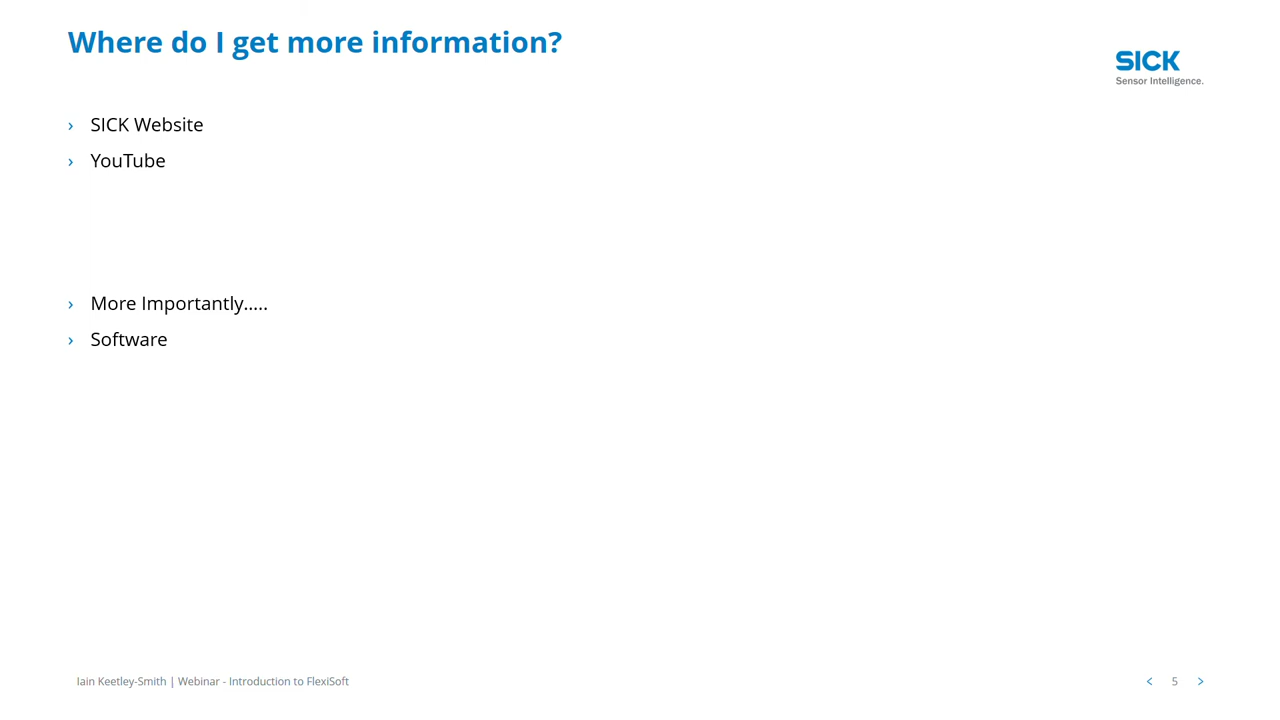 Where do I get more information?
SICK
Sensor Intelligence.
› SICK Website
› YouTube
› More Importantly.....
› Software
Iain Keetley-Smith | Webinar - Introduction to FlexiSoft
< 5 >